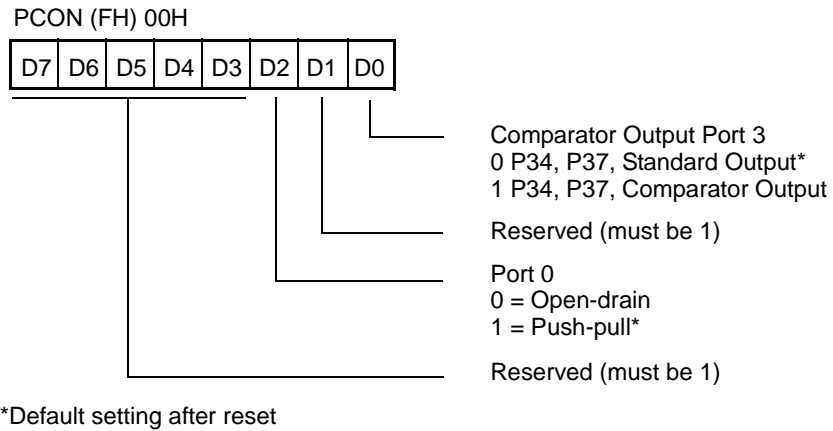 PCON (FH) 00H
D7 D6 D5 D4 D3 D2 D1 D0
Comparator Output Port 3
0 P34, P37, Standard Output*
1 P34, P37, Comparator Output
Reserved (must be 1)
Port 0
0 = Open-drain
1 = Push-pull*
Reserved (must be 1)
*Default setting after reset